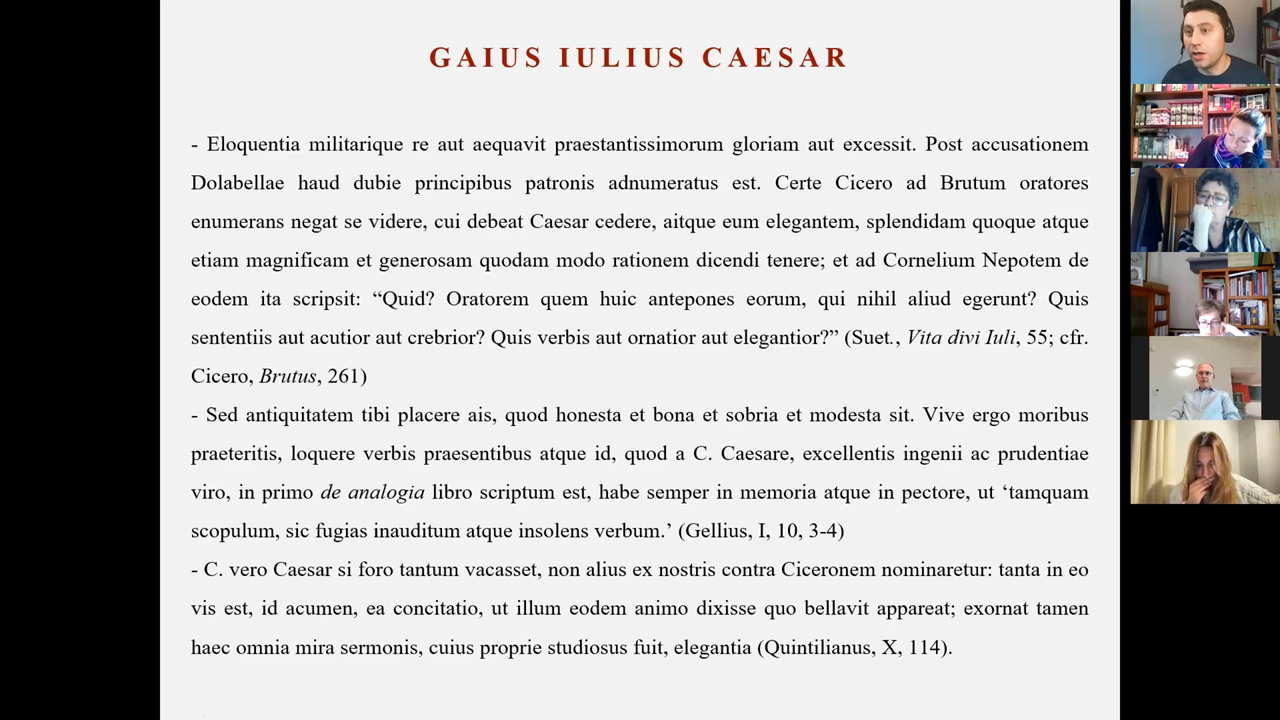 GAIUS IULIUS CAESAR
- Eloquentia militarique re aut aequavit praestantissimorum gloriam aut excessit. Post accusationem
Dolabellae haud dubie principibus patronis adnumeratus est. Certe Cicero ad Brutum oratores
enumerans negat se videre, cui debeat Caesar cedere, aitque eum elegantem, splendidam quoque atque
etiam magnificam et generosam quodam modo rationem dicendi tenere; et ad Cornelium Nepotem de
eodem ita scripsit: “Quid? Oratorem quem huic antepones eorum, qui nihil aliud egerunt? Quis
sententiis aut acutior aut crebrior? Quis verbis aut ornatior aut elegantior?” (Suet., Vita divi Iuli, 55; cfr.
Cicero, Brutus, 261)
- Sed antiquitatem tibi placere ais, quod honesta et bona et sobria et modesta sit. Vive ergo moribus
praeteritis, loquere verbis praesentibus atque id, quod a C. Caesare, excellentis ingenii ac prudentiae
viro, in primo de analogia libro scriptum est, habe semper in memoria atque in pectore, ut ‘tamquam
scopulum, sic fugias inauditum atque insolens verbum.’ (Gellius, I, 10, 3-4)
- C. vero Caesar si foro tantum vacasset, non alius ex nostris contra Ciceronem nominaretur: tanta in eo
vis est, id acumen, ea concitatio, ut illum eodem animo dixisse quo bellavit appareat; exornat tamen
haec omnia mira sermonis, cuius proprie studiosus fuit, elegantia (Quintilianus, X, 114).